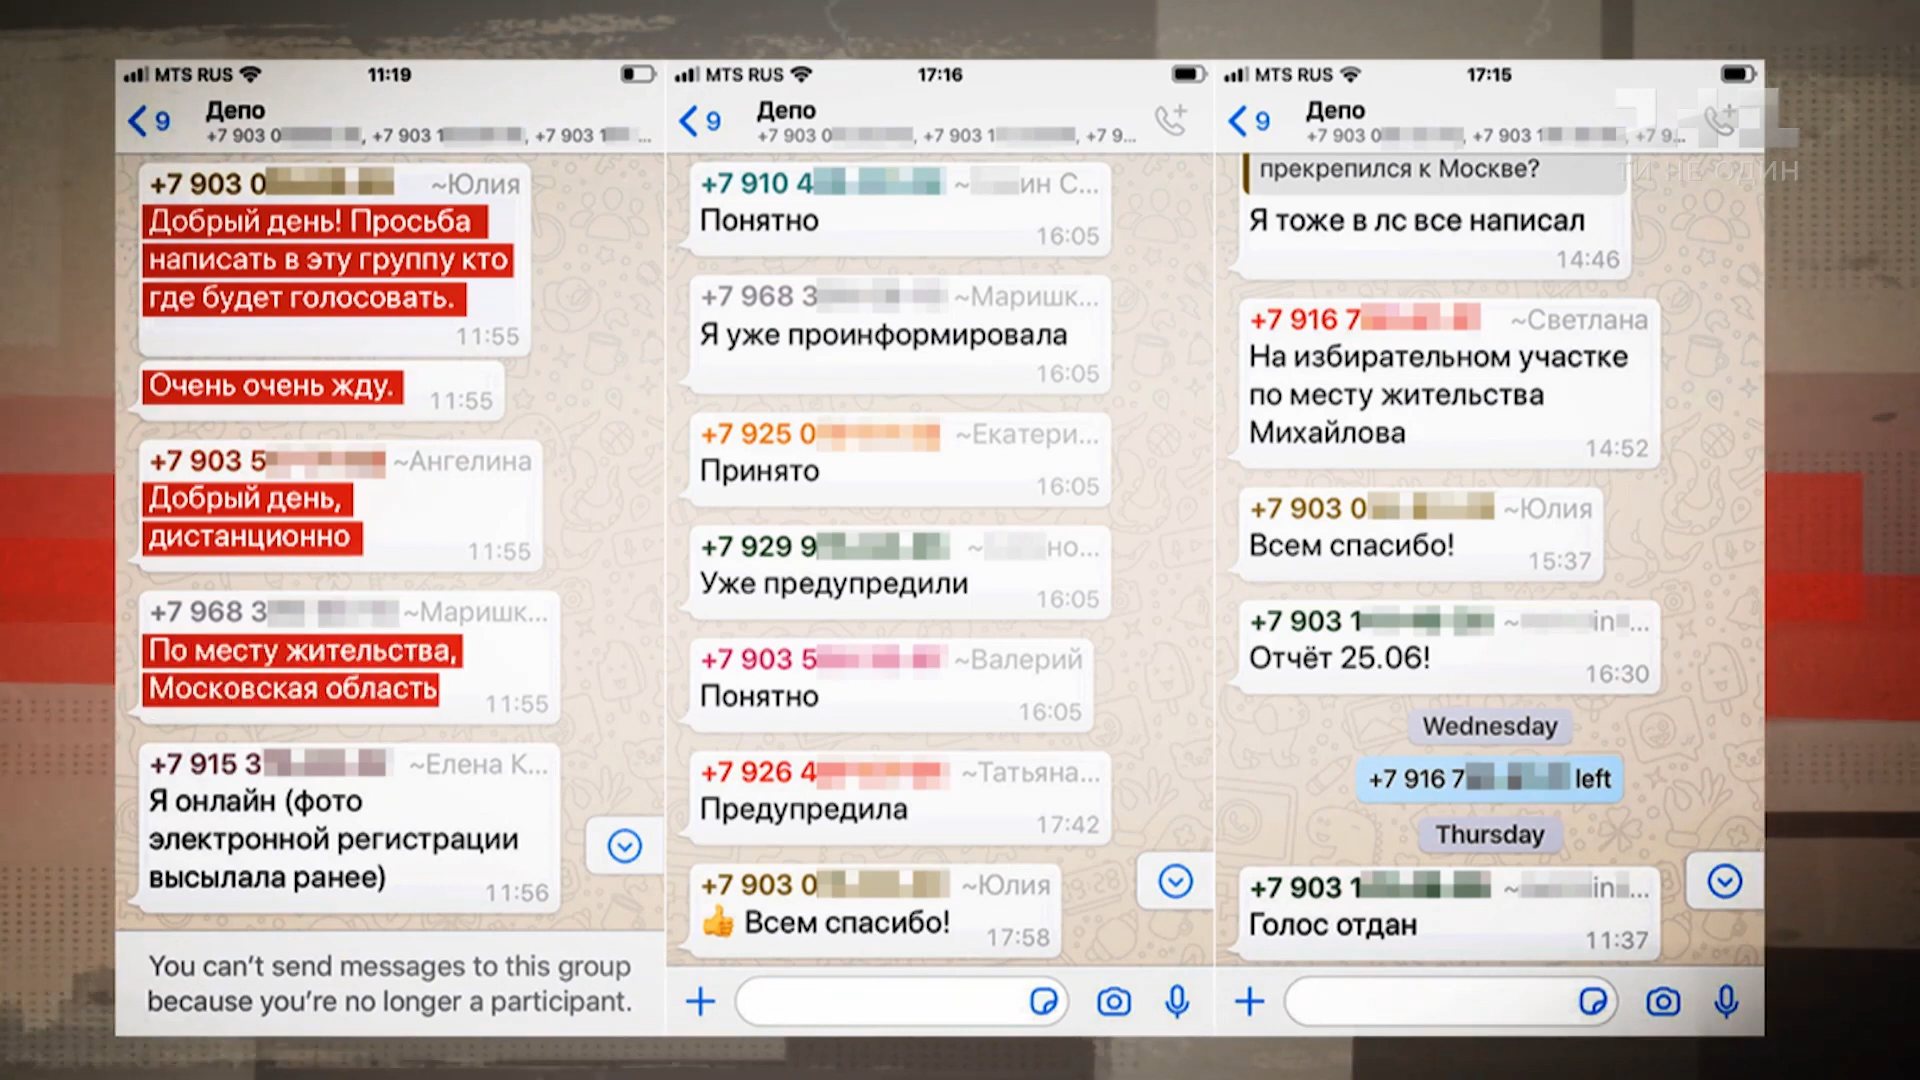 MTS RUS 11:19
9 Депо
+7 903 0 , +7 903 1 , +7 903 1 ...
+7 903 0 ~Юлия
Добрый день! Просьба
написать в эту группу кто
где будет голосовать.
11:55
Очень очень жду.
11:55
+7 903 5 ~Ангелина
Добрый день,
дистанционно
11:55
+7 968 3 ~Маришк...
По месту жительства,
Московская область
11:55
+7 915 3 ~Елена К...
Я онлайн (фото
электронной регистрации
высылала ранее)
11:56
You can't send messages to this group
because you're no longer a participant.
MTS RUS 17:16
9 Депо
+7 903 0 , +7 903 1 , +7 9...
+7 910 4 ~ ин С...
Понятно
16:05
+7 968 3 ~Маришк...
Я уже проинформировала
16:05
+7 925 0 ~Екатери...
Принято
16:05
+7 929 9 ~ но...
Уже предупредили
16:05
+7 903 5 ~Валерий
Понятно
16:05
+7 926 4 ~Татьяна...
Предупредила
17:42
+7 903 0 ~Юлия
👍 Всем спасибо!
17:58
MTS RUS 17:15
9 Депо
+7 903 0 , +7 903 1 , +7 9...
1+1
ТИ НЕ ОДИН
прекрепился к Москве?
Я тоже в лс все написал
14:46
+7 916 7 ~Светлана
На избирательном участке
по месту жительства
Михайлова
14:52
+7 903 0 ~Юлия
Всем спасибо!
15:37
+7 903 1 ~ in ...
Отчёт 25.06!
16:30
Wednesday
+7 916 7 left
Thursday
+7 903 1 ~ in ...
Голос отдан
11:37